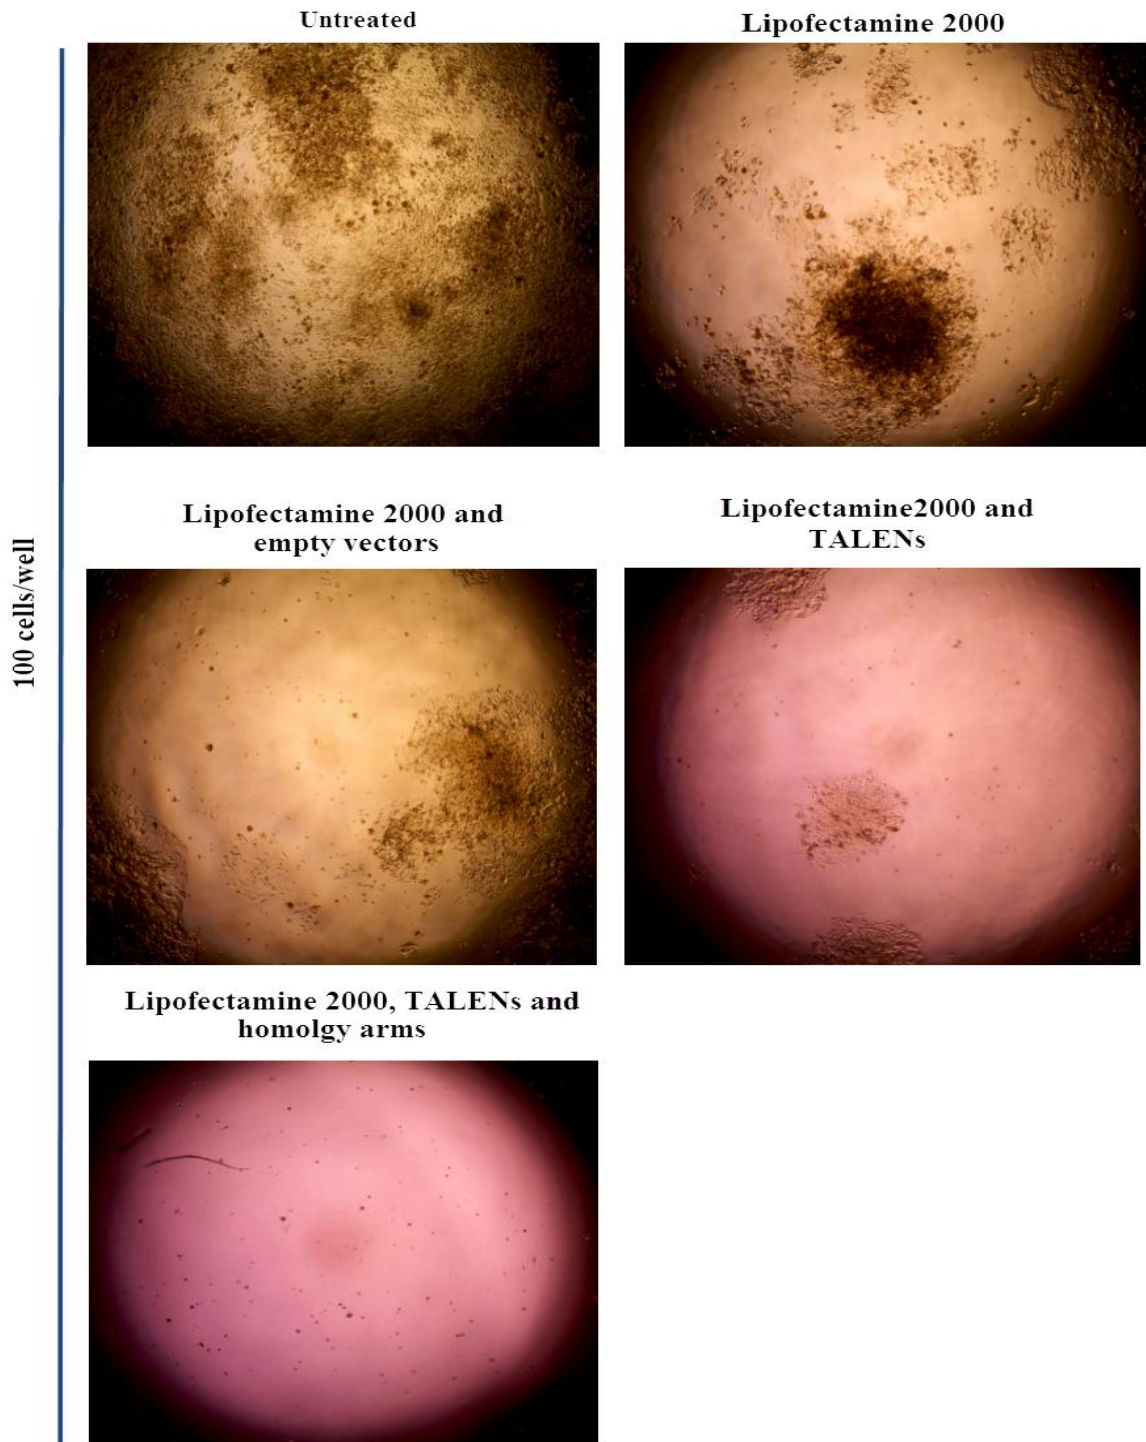 Untreated
Lipofectamine 2000
Lipofectamine 2000 and
empty vectors
Lipofectamine2000 and
TALENs
Lipofectamine 2000, TALENs and
homolgy arms
100 cells/well